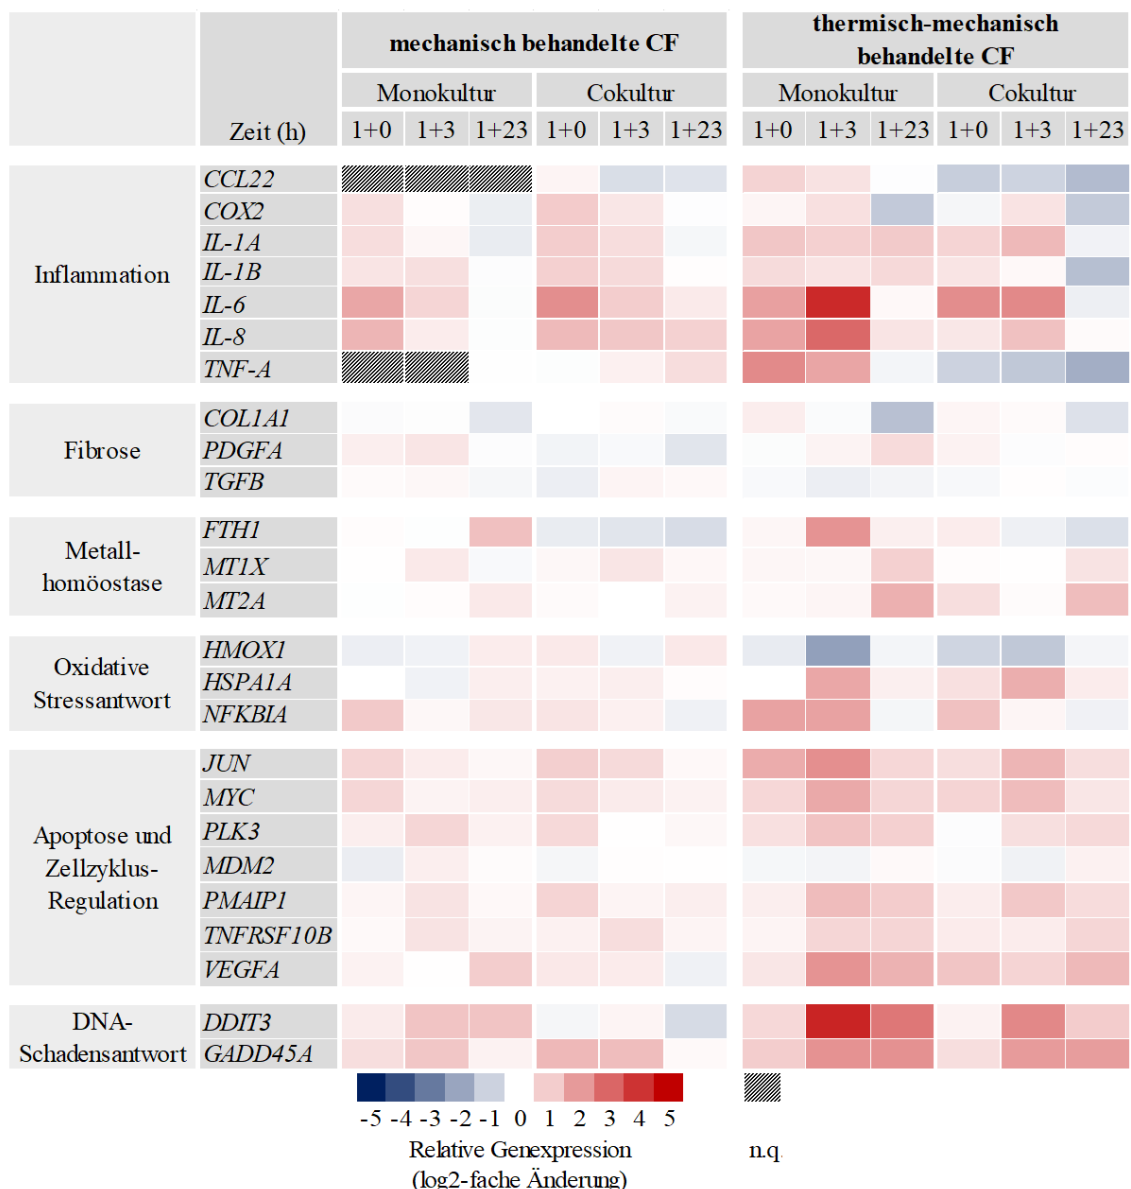 mechanisch behandelte CF
thermisch-mechanisch
behandelte CF
Monokultur Cokultur Monokultur Cokultur
Zeit (h) 1+0 1+3 1+23 1+0 1+3 1+23 1+0 1+3 1+23 1+0 1+3 1+23
Inflammation
CCL22
COX2
IL-1A
IL-1B
IL-6
IL-8
TNF-A
Fibrose
COL1A1
PDGFA
TGFB
Metall-
homöostase
FTH1
MT1X
MT2A
Oxidative
Stressantwort
HMOX1
HSPA1A
NFKBIA
Apoptose und
Zellzyklus-
Regulation
JUN
MYC
PLK3
MDM2
PMAIP1
TNFRSF10B
VEGFA
DNA-
Schadensantwort
DDIT3
GADD45A
-5 -4 -3 -2 -1 0 1 2 3 4 5
Relative Genexpression
(log2-fache Änderung)
n.q.